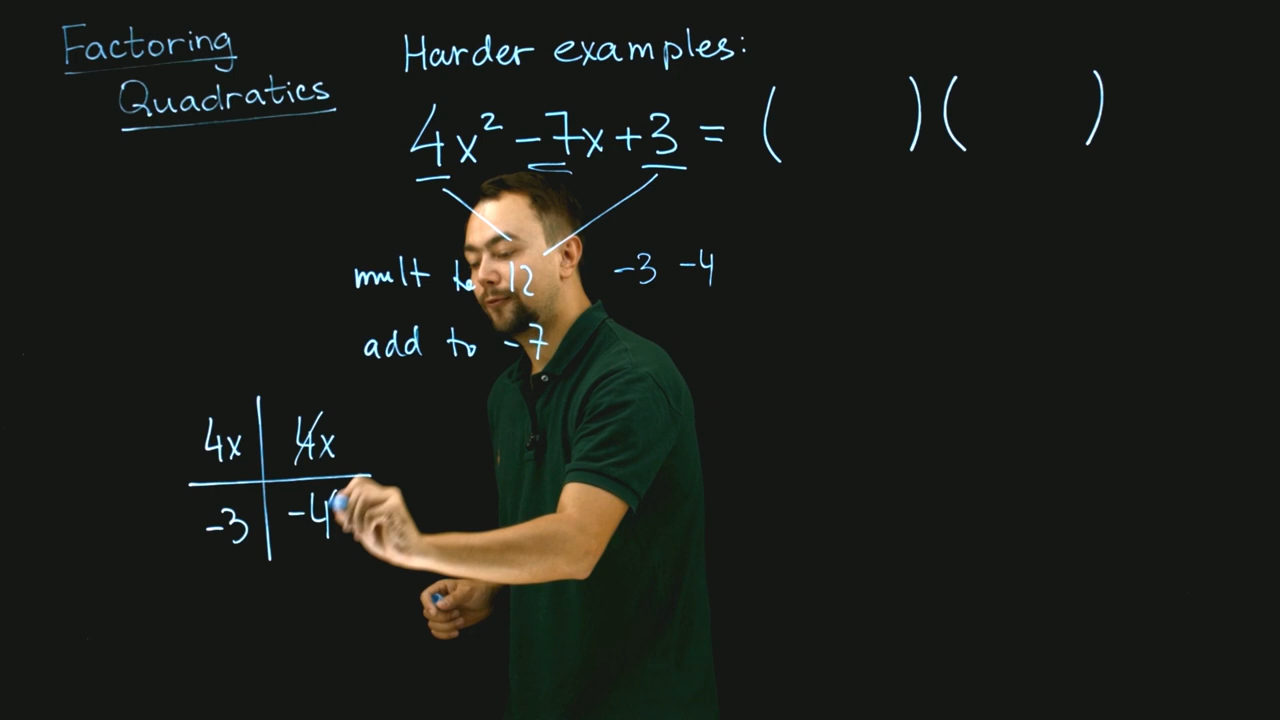 Factoring
Quadratics
Harder examples:
4x² -7x+3 = ( )( )
mult to 12 -3 -4
add to -7
4x 4x
-3 -4